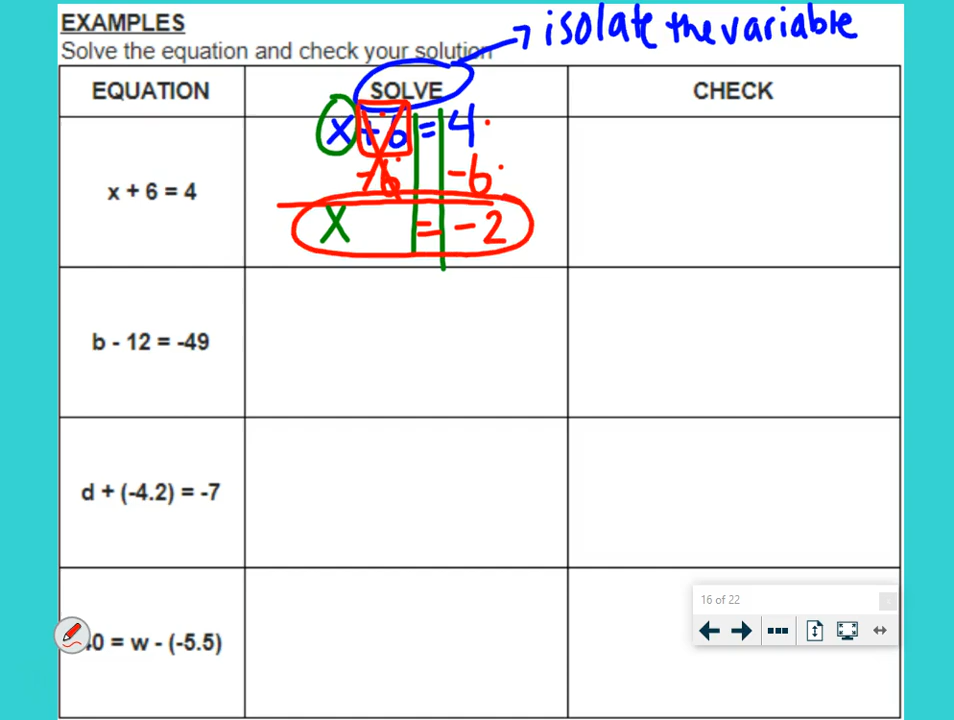 EXAMPLES
isolate the variable
Solve the equation and check your solution
EQUATION SOLVE CHECK
x + 6 = 4
x + 6 = 4
-6 -6
x = -2
b - 12 = -49
d + (-4.2) = -7
0 = w - (-5.5)
16 of 22